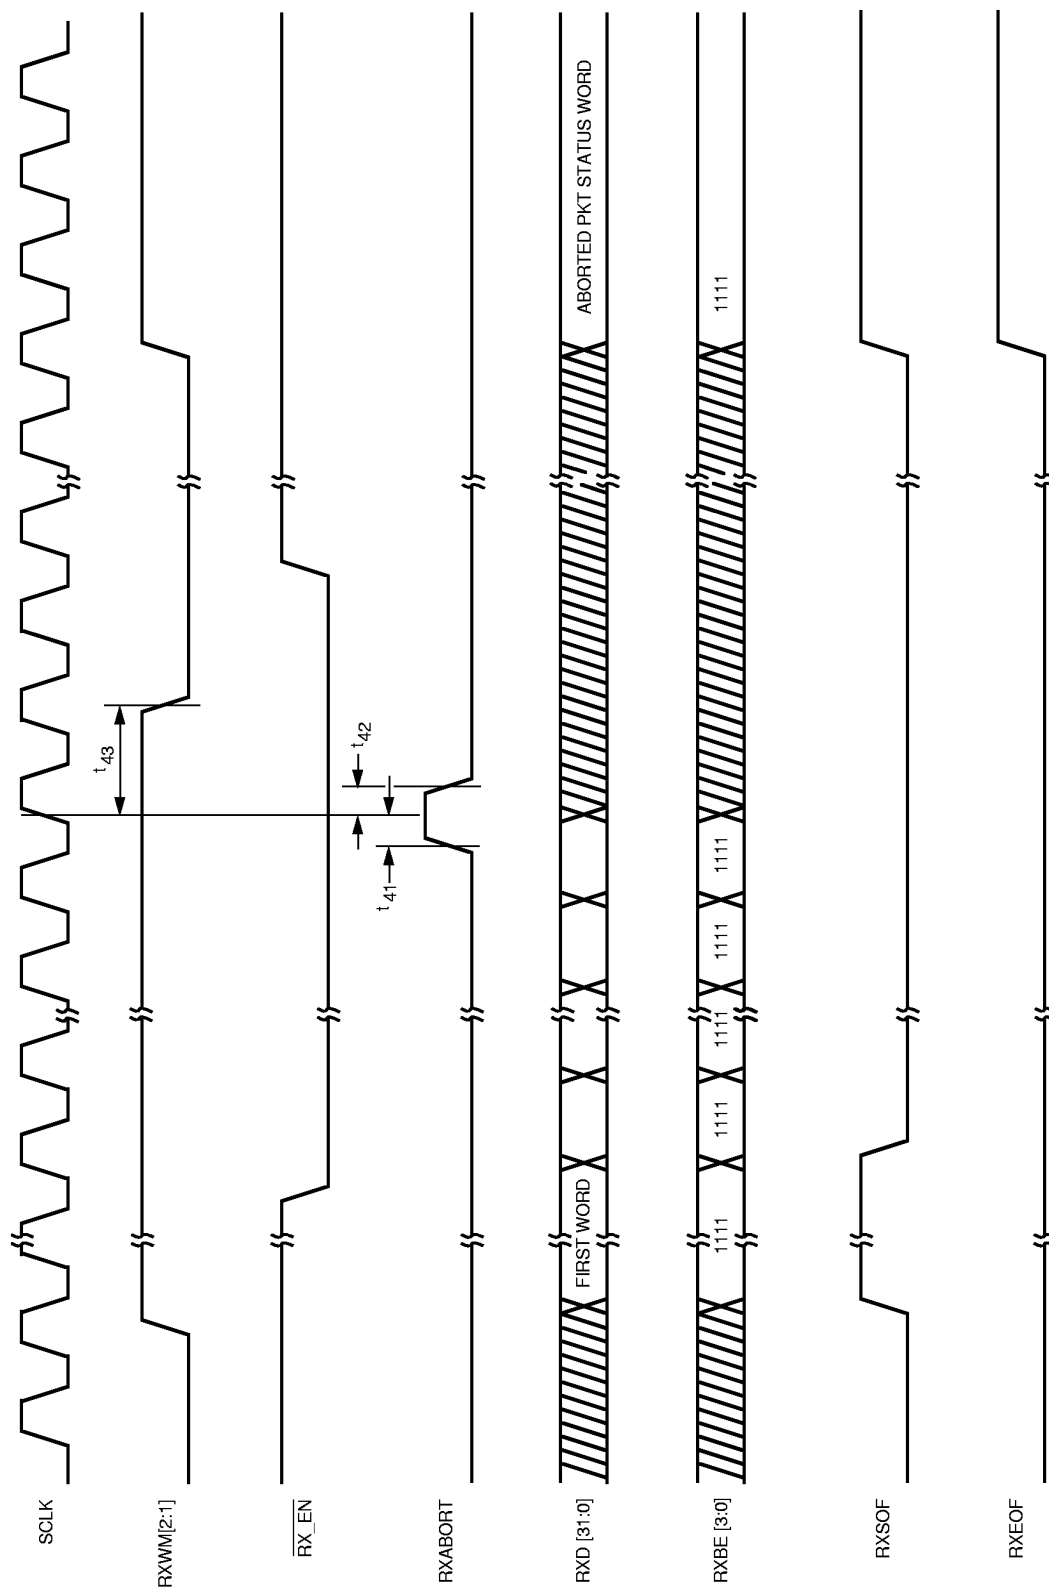 SCLK
RXWM[2:1]
t43
RX_EN
t42
t41
RXABORT
RXD [31:0]
FIRST WORD
ABORTED PKT STATUS WORD
RXBE [3:0]
1111
1111
1111
1111
1111
1111
RXSOF
RXEOF